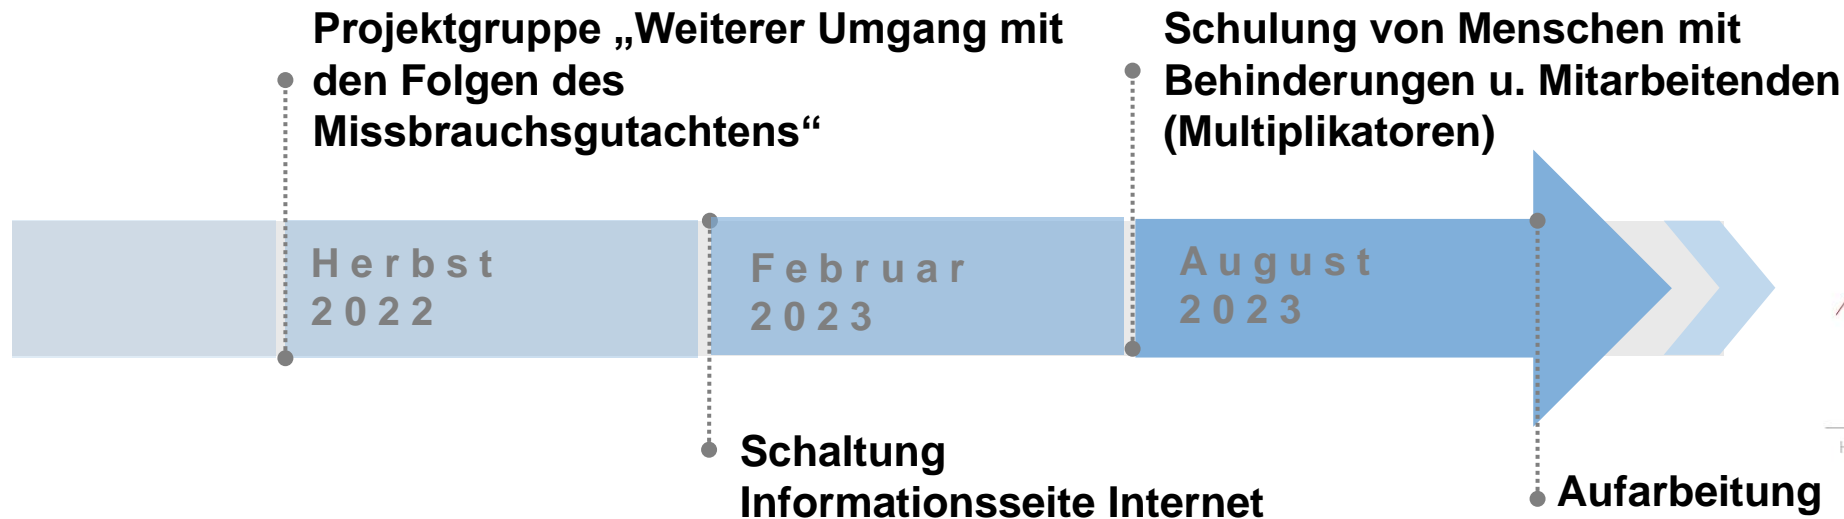 Projektgruppe „Weiterer Umgang mit
den Folgen des
Missbrauchsgutachtens“
Schulung von Menschen mit
Behinderungen u. Mitarbeitenden
(Multiplikatoren)
Herbst
2022
Februar
2023
August
2023
Schaltung
Informationsseite Internet
Aufarbeitung